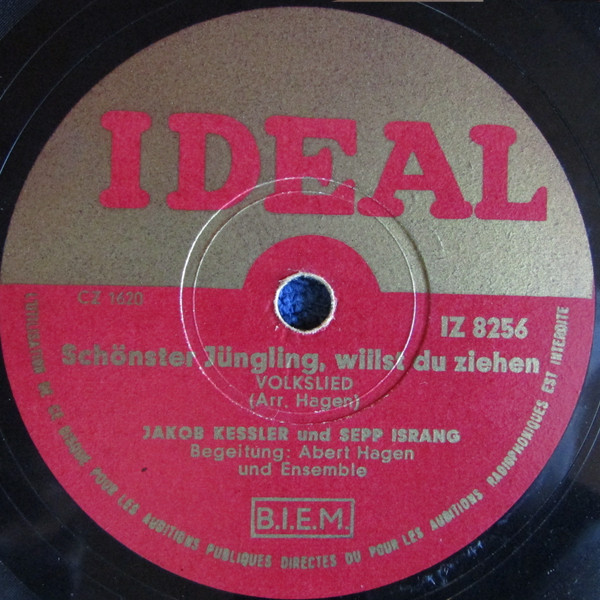 IDEAL
CZ 1620
IZ 8256
Schönster Jüngling, willst du ziehen
VOLKSLIED
(Arr. Hagen)
JAKOB KESSLER und SEPP ISRANG
Begeitung: Abert Hagen
und Ensemble
B.I.E.M.
L'UTILISATION DE CE DISQUE POUR LES AUDITIONS PUBLIQUES DIRECTES OU POUR LES AUDITIONS RADIOPHONIQUES EST INTERDITE